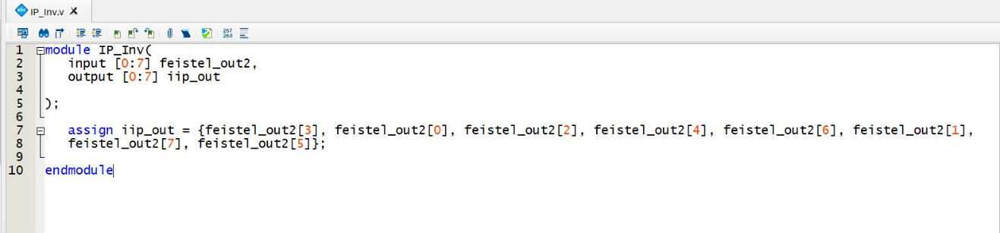 IP_Inv.v
267
268
1 module IP_Inv(
2 input [0:7] feistel_out2,
3 output [0:7] iip_out
4
5 );
6
7 assign iip_out = {feistel_out2[3], feistel_out2[0], feistel_out2[2], feistel_out2[4], feistel_out2[6], feistel_out2[1],
8 feistel_out2[7], feistel_out2[5]};
9
10 endmodule